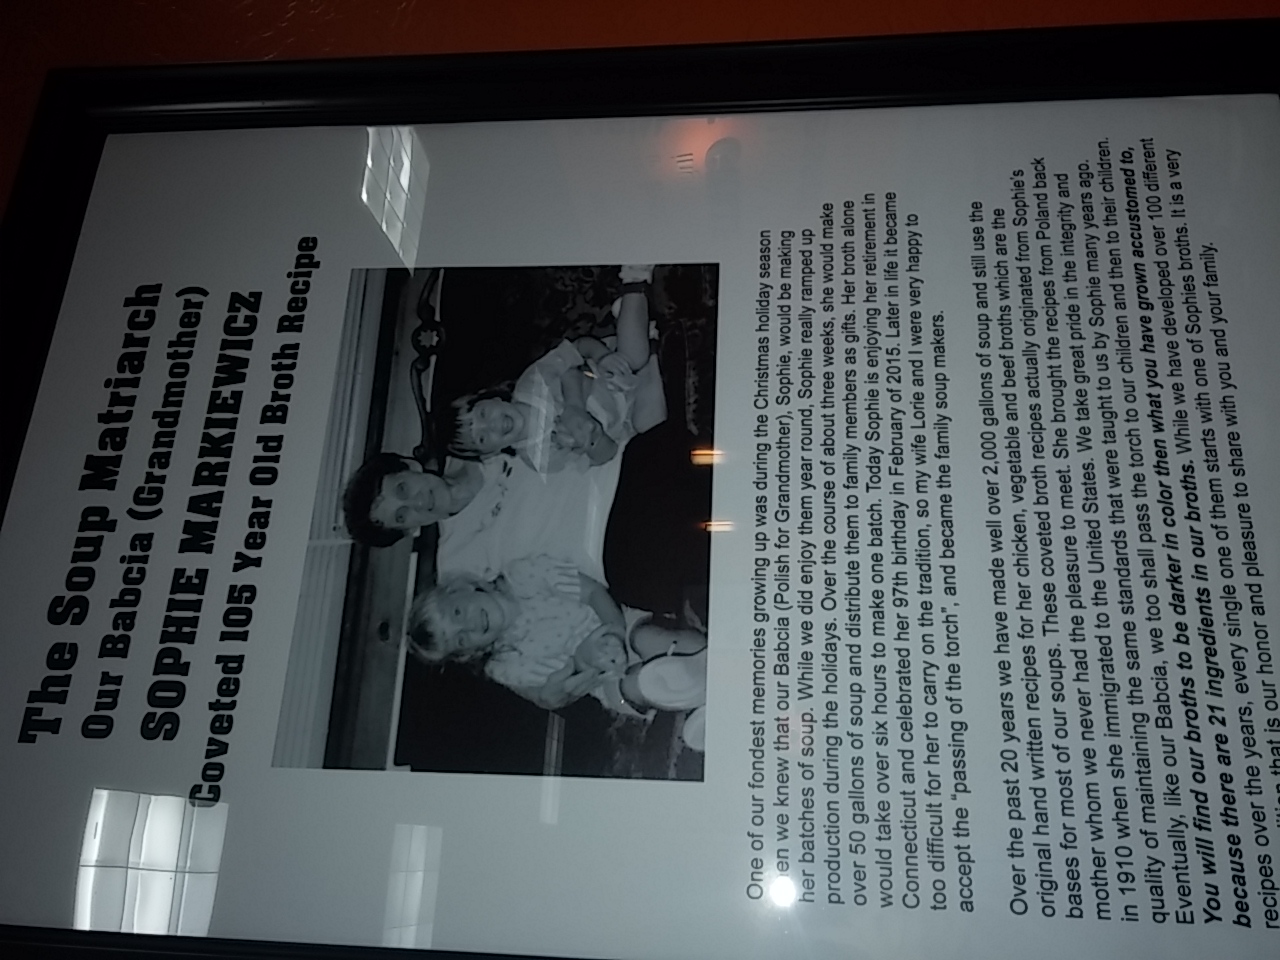 The Soup Matriarch
Our Babcia (Grandmother)
SOPHIE MARKIEWICZ
Coveted 105 Year Old Broth Recipe
One of our fondest memories growing up was during the Christmas holiday season
when we knew that our Babcia (Polish for Grandmother), Sophie, would be making
her batches of soup. While we did enjoy them year round, Sophie really ramped up
production during the holidays. Over the course of about three weeks, she would make
over 50 gallons of soup and distribute them to family members as gifts. Her broth alone
would take over six hours to make one batch. Today Sophie is enjoying her retirement in
Connecticut and celebrated her 97th birthday in February of 2015. Later in life it became
too difficult for her to carry on the tradition, so my wife Lorie and I were very happy to
accept the "passing of the torch", and became the family soup makers.
Over the past 20 years we have made well over 2,000 gallons of soup and still use the
original hand written recipes for her chicken, vegetable and beef broths which are the
bases for most of our soups. These coveted broth recipes actually originated from Sophie's
mother whom we never had the pleasure to meet. She brought the recipes from Poland back
in 1910 when she immigrated to the United States. We take great pride in the integrity and
quality of maintaining the same standards that were taught to us by Sophie many years ago.
Eventually, like our Babcia, we too shall pass the torch to our children and then to their children.
You will find our broths to be darker in color then what you have grown accustomed to,
because there are 21 ingredients in our broths. While we have developed over 100 different
recipes over the years, every single one of them starts with one of Sophies broths. It is a very
that is our honor and pleasure to share with you and your family.